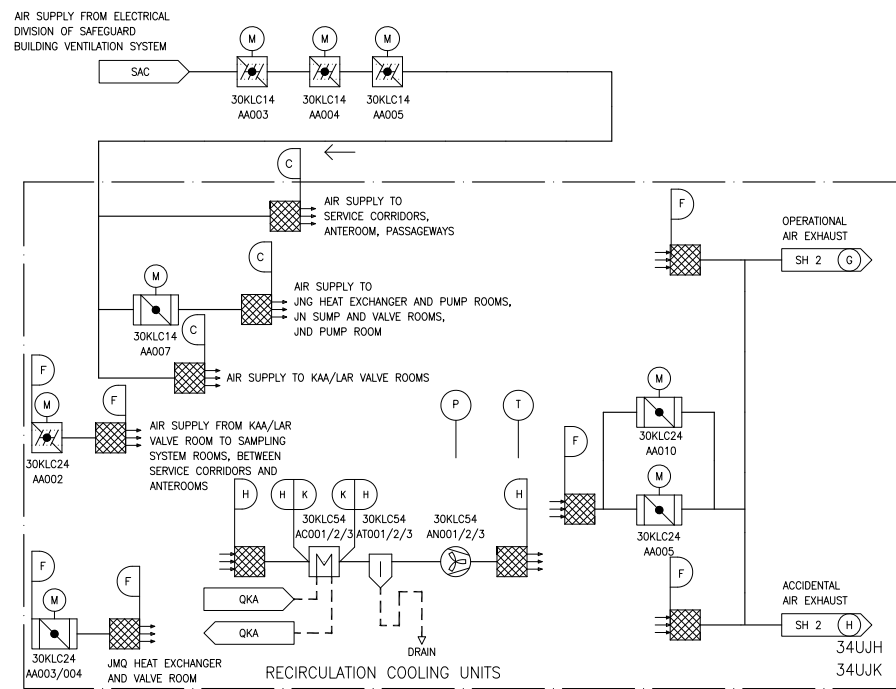 AIR SUPPLY FROM ELECTRICAL
DIVISION OF SAFEGUARD
BUILDING VENTILATION SYSTEM
SAC
M
M
M
30KLC14
AA003
30KLC14
AA004
30KLC14
AA005
C
AIR SUPPLY TO
SERVICE CORRIDORS,
ANTEROOM, PASSAGEWAYS
F
OPERATIONAL
AIR EXHAUST
SH 2
G
C
M
AIR SUPPLY TO
JNG HEAT EXCHANGER AND PUMP ROOMS,
JN SUMP AND VALVE ROOMS,
JND PUMP ROOM
30KLC14
AA007
C
AIR SUPPLY TO KAA/LAR VALVE ROOMS
F
M
30KLC24
AA002
F
AIR SUPPLY FROM KAA/LAR
VALVE ROOM TO SAMPLING
SYSTEM ROOMS, BETWEEN
SERVICE CORRIDORS AND
ANTEROOMS
P
T
M
30KLC24
AA010
F
M
30KLC24
AA005
H
H
K
K
H
H
30KLC54
AC001/2/3
30KLC54
AT001/2/3
30KLC54
AN001/2/3
QKA
QKA
DRAIN
RECIRCULATION COOLING UNITS
F
M
30KLC24
AA003/004
F
JMQ HEAT EXCHANGER
AND VALVE ROOM
F
ACCIDENTAL
AIR EXHAUST
SH 2
H
34UJH
34UJK